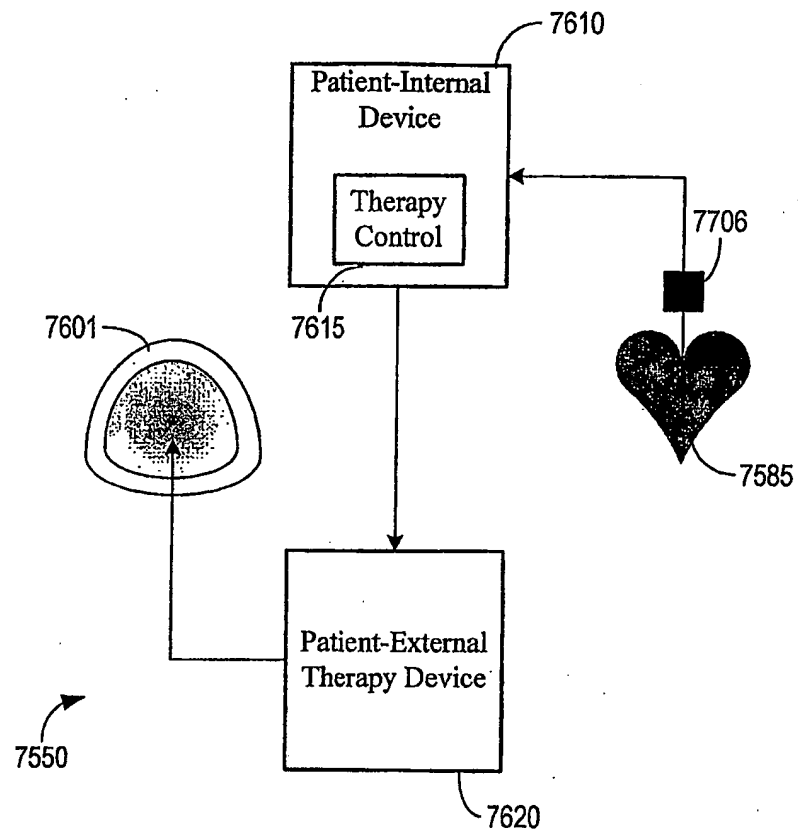 7610
Patient-Internal
Device
Therapy
Control
7706
7615
7601
7585
Patient-External
Therapy Device
7550
7620